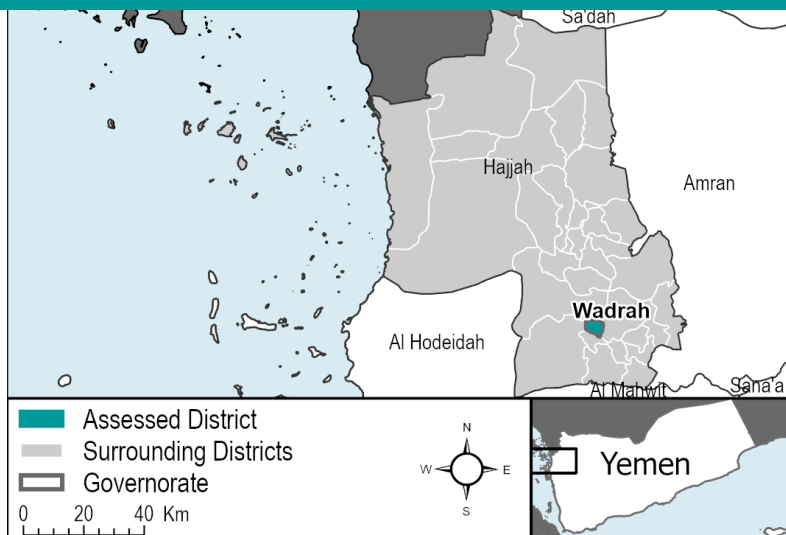 Sa'dah
Hajjah
Amran
Wadrah
Al Hodeidah
Al Mahwit
Sana'a
Assessed District
Surrounding Districts
Governorate
0 20 40 Km
N
W E
S
Yemen